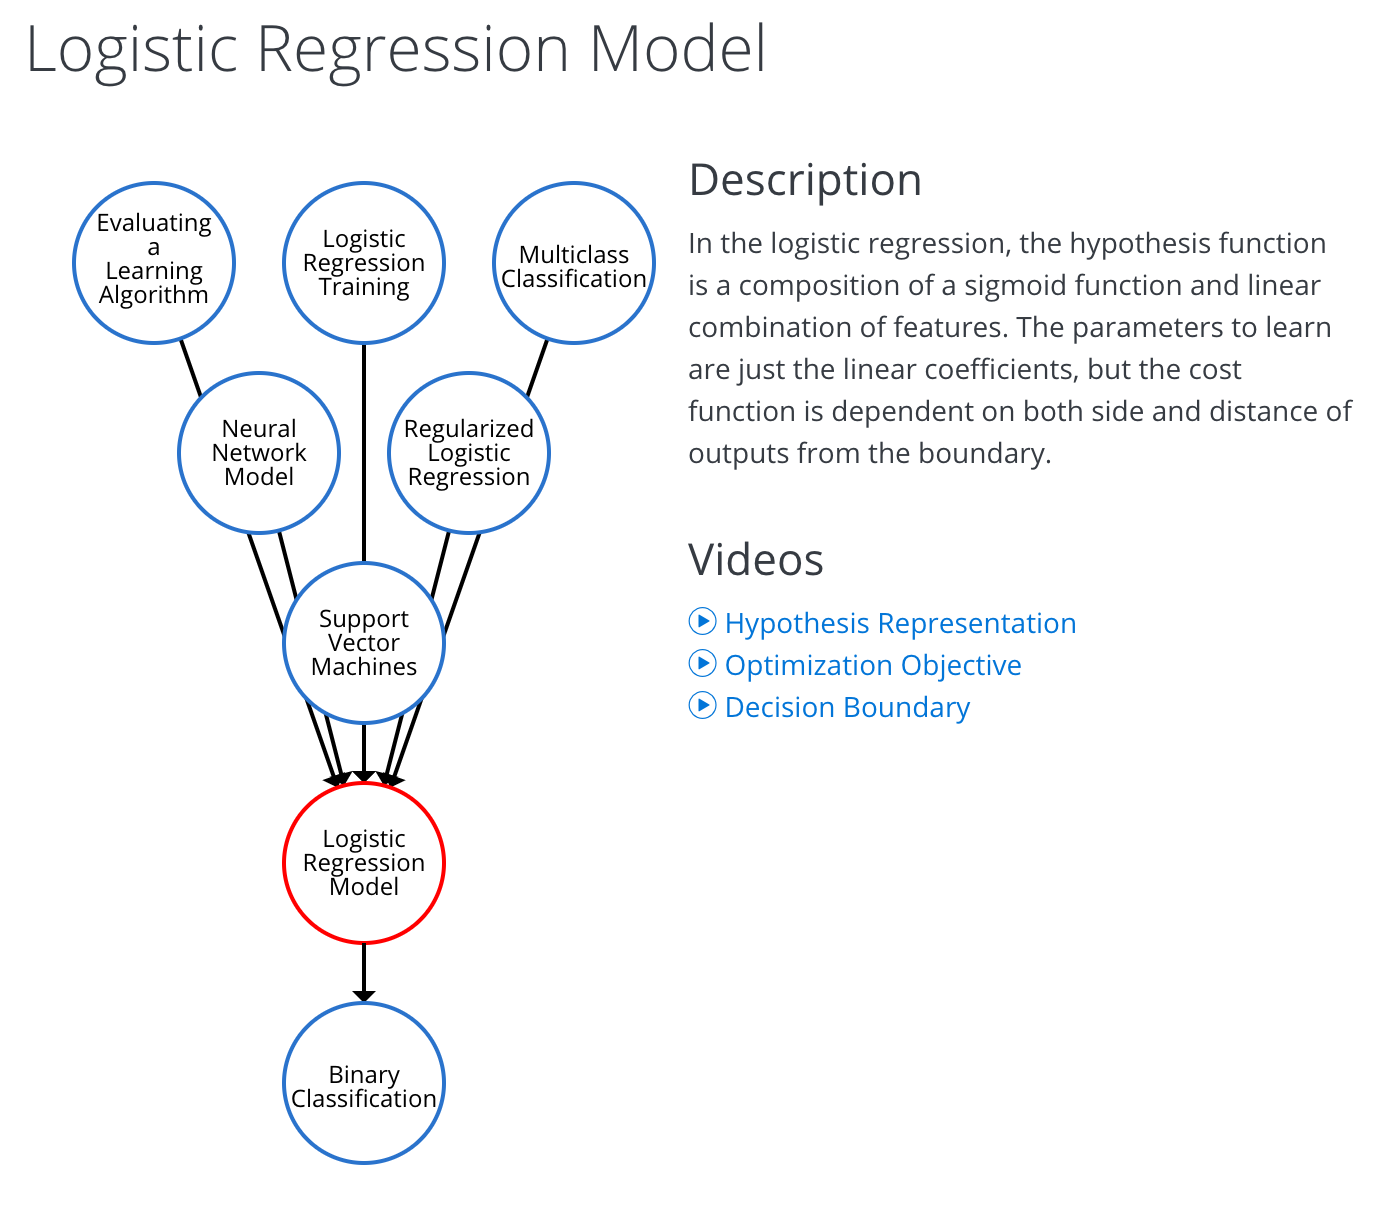 Logistic Regression Model
Evaluating
a
Learning
Algorithm
Logistic
Regression
Training
Multiclass
Classification
Neural
Network
Model
Regularized
Logistic
Regression
Support
Vector
Machines
Logistic
Regression
Model
Binary
Classification
Description
In the logistic regression, the hypothesis function
is a composition of a sigmoid function and linear
combination of features. The parameters to learn
are just the linear coefficients, but the cost
function is dependent on both side and distance of
outputs from the boundary.
Videos
Hypothesis Representation
Optimization Objective
Decision Boundary